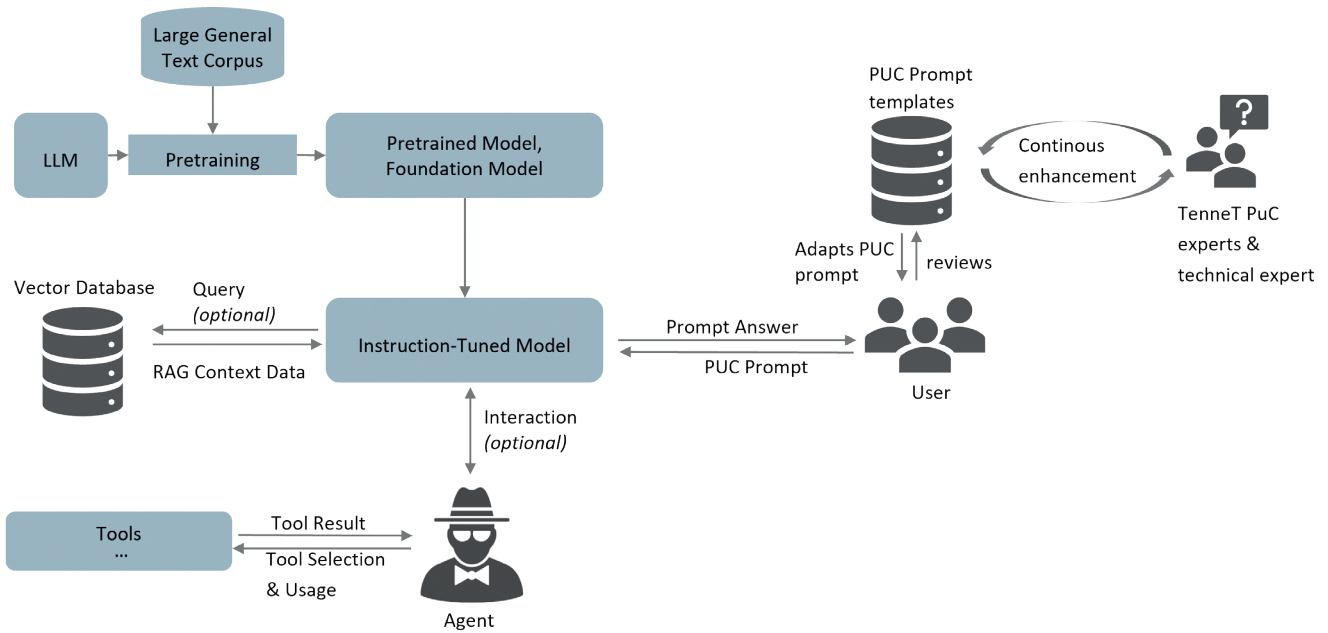 Large General
Text Corpus
LLM
Pretraining
Pretrained Model,
Foundation Model
PUC Prompt
templates
?
Continous
enhancement
TenneT PuC
experts &
technical expert
Adapts PUC
prompt
reviews
Vector Database
Query
(optional)
RAG Context Data
Instruction-Tuned Model
Prompt Answer
PUC Prompt
User
Interaction
(optional)
Tools
...
Tool Result
Tool Selection
& Usage
Agent